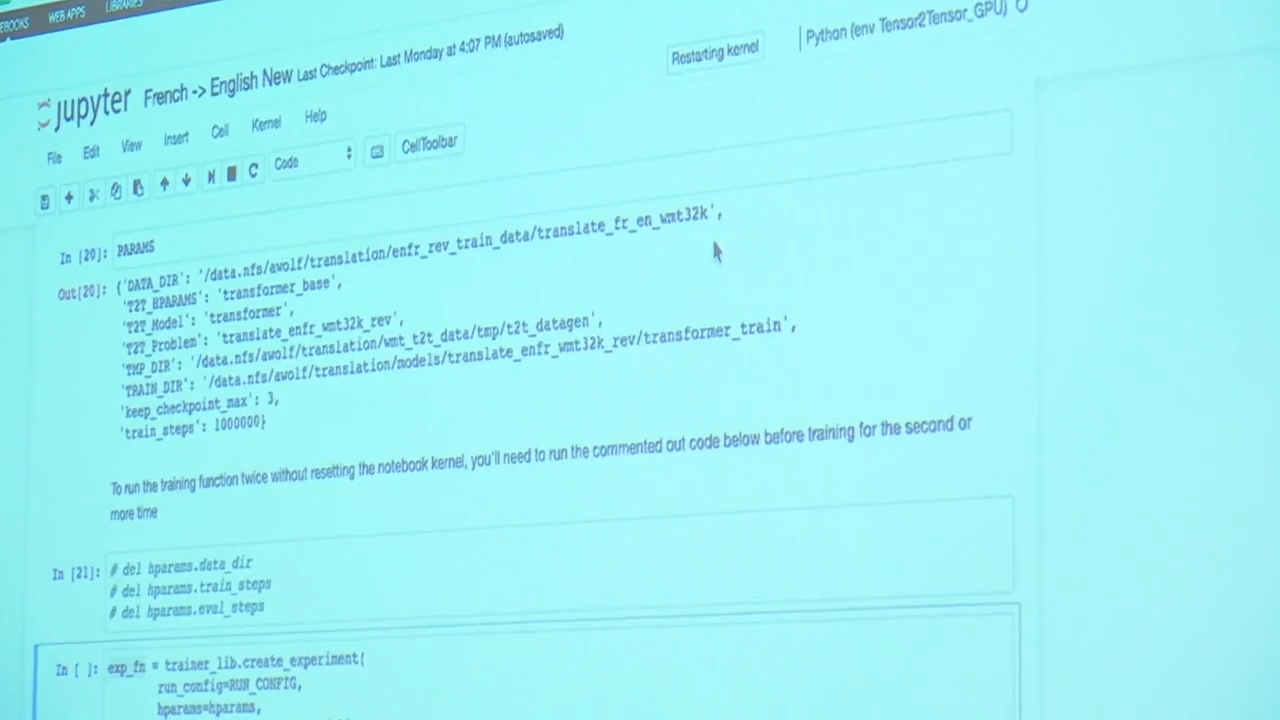 WEB APPS
jupyter French -> English New Last Checkpoint: Last Monday at 4:07 PM (autosaved)
Restarting kernel
Python (env Tensor2Tensor_GPU)
File Edit View Insert Cell Kernel Help
Code
CellToolbar
In [20]: PARAMS
Out[20]: {'DATA_DIR': '/data.nfs/awolf/translation/enfr_rev_train_data/translate_fr_en_wmt32k',
'T2T_HPARAMS': 'transformer_base',
'T2T_Model': 'transformer',
'T2T_Problem': 'translate_enfr_wmt32k_rev',
'TMP_DIR': '/data.nfs/awolf/translation/wmt_t2t_data/tmp/t2t_datagen',
'TRAIN_DIR': '/data.nfs/awolf/translation/models/translate_enfr_wmt32k_rev/transformer_train',
'keep_checkpoint_max': 3,
'train_steps': 1000000}
To run the training function twice without resetting the notebook kernel, you'll need to run the commented out code below before training for the second or
more time
In [21]: # del hparams.data_dir
# del hparams.train_steps
# del hparams.eval_steps
In [ ]: exp_fn = trainer_lib.create_experiment(
run_config=RUN_CONFIG,
hparams=hparams,